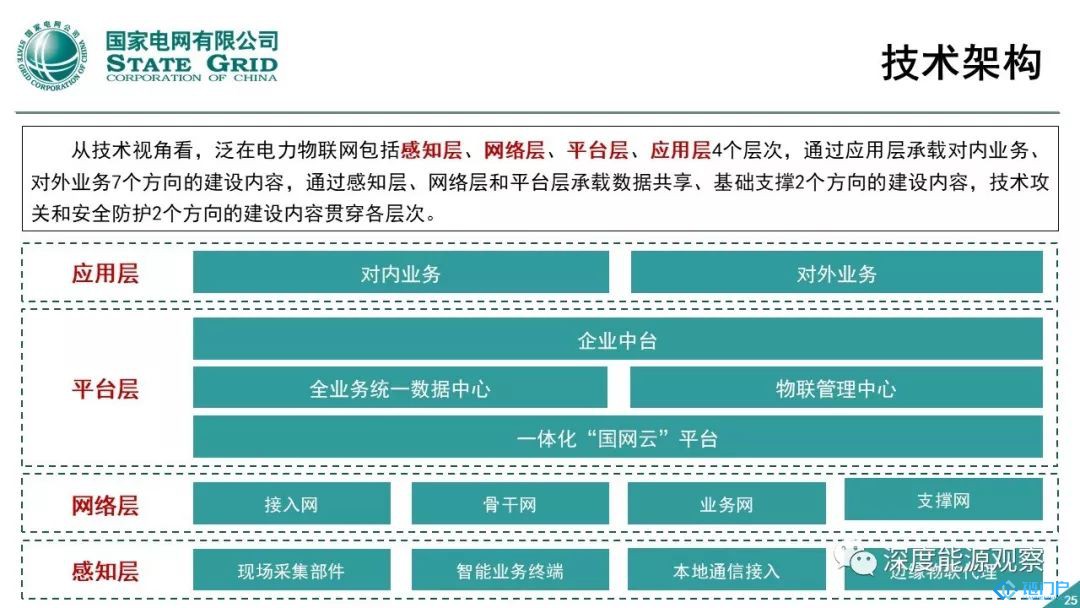 国家电网有限公司
STATE GRID
CORPORATION OF CHINA
国家电网公司
STATE GRID CORPORATION OF CHINA
技术架构
从技术视角看，泛在电力物联网包括感知层、网络层、平台层、应用层4个层次，通过应用层承载对内业务、
对外业务7个方向的建设内容，通过感知层、网络层和平台层承载数据共享、基础支撑2个方向的建设内容，技术攻
关和安全防护2个方向的建设内容贯穿各层次。
应用层
对内业务
对外业务
平台层
企业中台
全业务统一数据中心
物联管理中心
一体化“国网云”平台
网络层
接入网
骨干网
业务网
支撑网
感知层
现场采集部件
智能业务终端
本地通信接入
边缘物联代理
深度能源观察
25